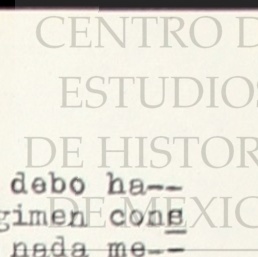 CENTRO D
ESTUDIOS
DE HISTOR
debo ha--
DE MEXIC
gimen cons
nada me--